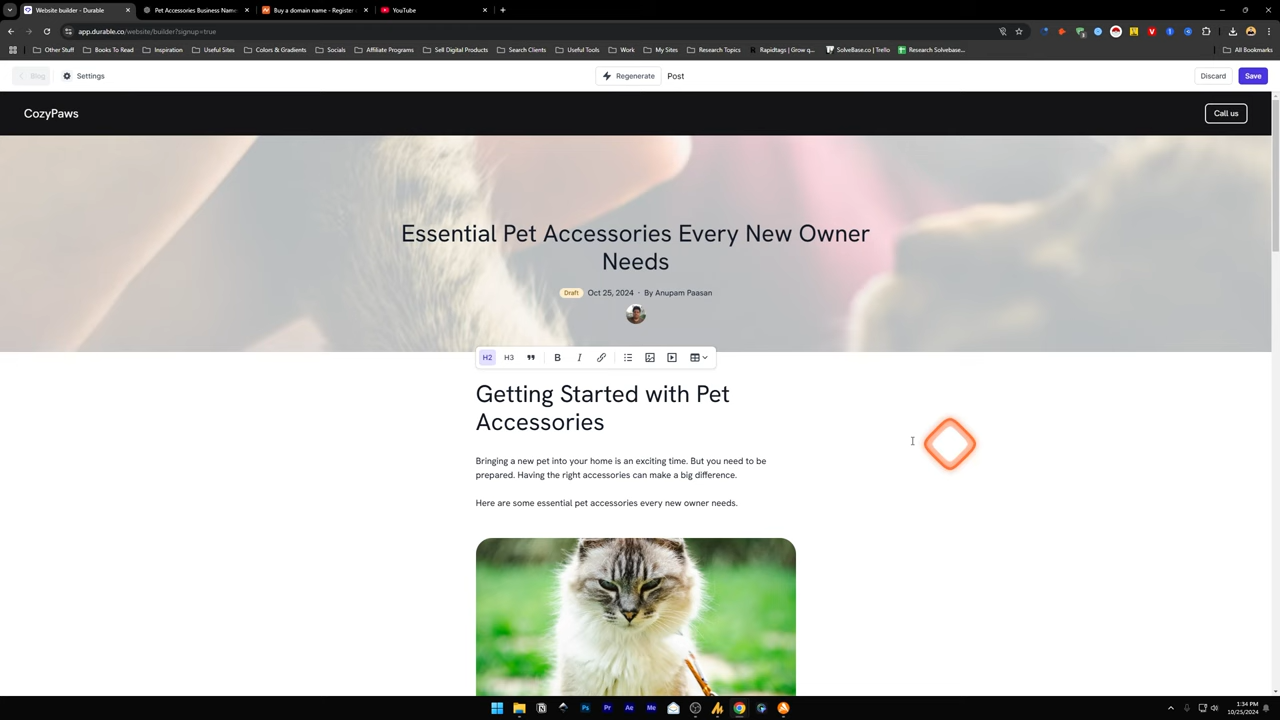 Website builder - Durable
Pet Accessories Business Name
Buy a domain name - Register
YouTube
app.durable.co/website/builder?signup=true
Other Stuff
Books To Read
Inspiration
Useful Sites
Colors & Gradients
Socials
Affiliate Programs
Sell Digital Products
Search Clients
Useful Tools
Work
My Sites
Research Topics
Rapidtags | Grow q...
SolveBase.co | Trello
Research Solvebase...
All Bookmarks
Blog
Settings
Regenerate
Post
Discard
Save
CozyPaws
Call us
Essential Pet Accessories Every New Owner
Needs
Draft
Oct 25, 2024 · By Anupam Paasan
H2 H3 B I
Getting Started with Pet
Accessories
Bringing a new pet into your home is an exciting time. But you need to be
prepared. Having the right accessories can make a big difference.
Here are some essential pet accessories every new owner needs.
Ps Pr Ae Me
1:34 PM
10/25/2024